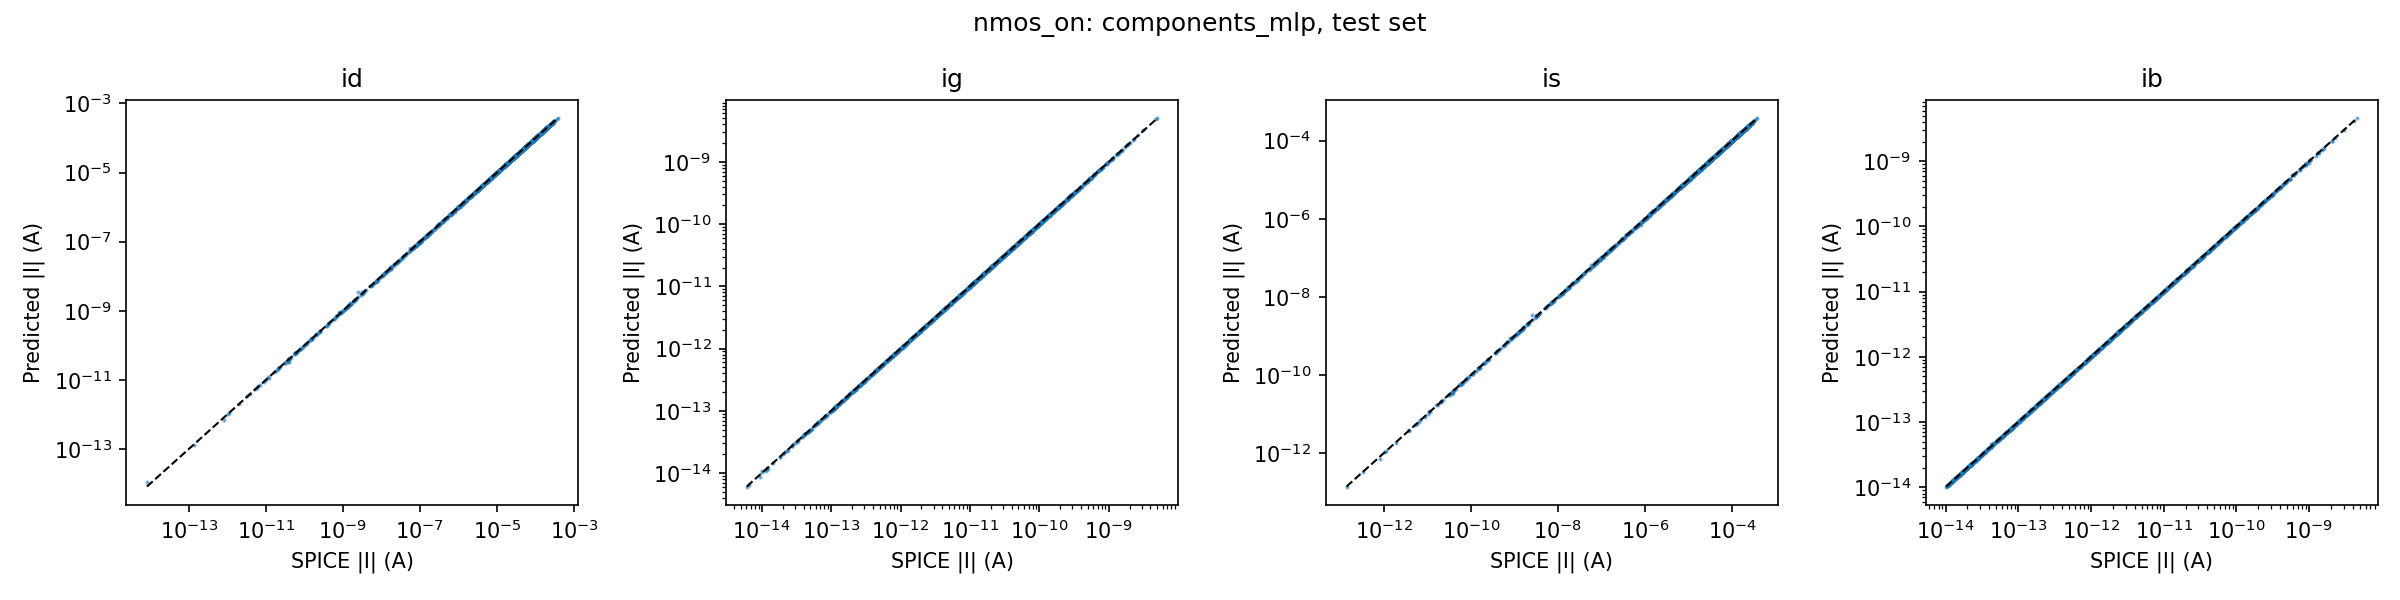 nmos_on: components_mlp, test set
id
10⁻³
10⁻⁵
10⁻⁷
10⁻⁹
10⁻¹¹
10⁻¹³
Predicted |I| (A)
10⁻¹³ 10⁻¹¹ 10⁻⁹ 10⁻⁷ 10⁻⁵ 10⁻³
SPICE |I| (A)
ig
10⁻⁹
10⁻¹⁰
10⁻¹¹
10⁻¹²
10⁻¹³
10⁻¹⁴
Predicted |I| (A)
10⁻¹⁴ 10⁻¹³ 10⁻¹² 10⁻¹¹ 10⁻¹⁰ 10⁻⁹
SPICE |I| (A)
is
10⁻⁴
10⁻⁶
10⁻⁸
10⁻¹⁰
10⁻¹²
Predicted |I| (A)
10⁻¹² 10⁻¹⁰ 10⁻⁸ 10⁻⁶ 10⁻⁴
SPICE |I| (A)
ib
10⁻⁹
10⁻¹⁰
10⁻¹¹
10⁻¹²
10⁻¹³
10⁻¹⁴
Predicted |I| (A)
10⁻¹⁴ 10⁻¹³ 10⁻¹² 10⁻¹¹ 10⁻¹⁰ 10⁻⁹
SPICE |I| (A)